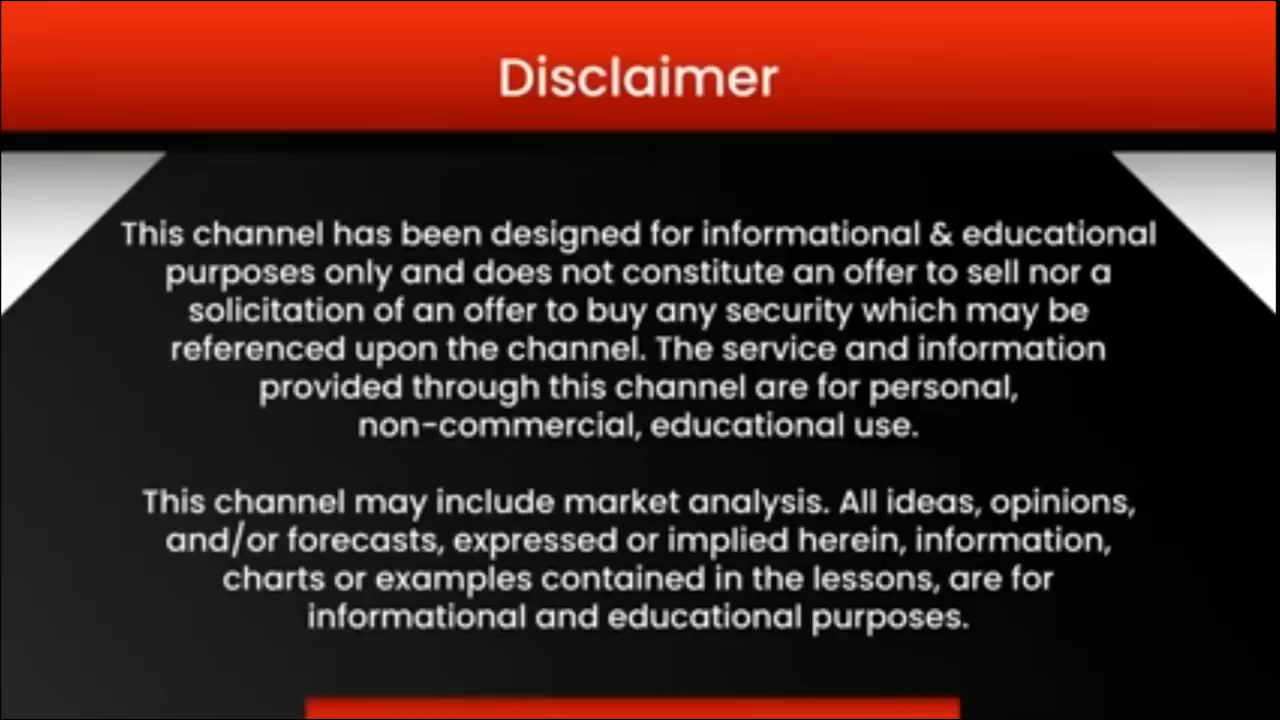 Disclaimer
This channel has been designed for informational & educational
purposes only and does not constitute an offer to sell nor a
solicitation of an offer to buy any security which may be
referenced upon the channel. The service and information
provided through this channel are for personal,
non-commercial, educational use.
This channel may include market analysis. All ideas, opinions,
and/or forecasts, expressed or implied herein, information,
charts or examples contained in the lessons, are for
informational and educational purposes.